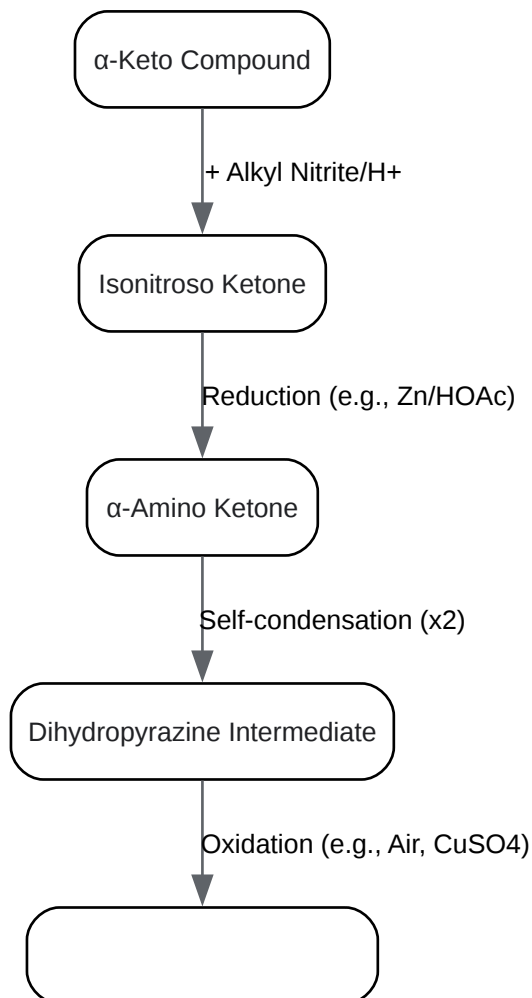 α-Keto Compound
+ Alkyl Nitrite/H+
Isonitroso Ketone
Reduction (e.g., Zn/HOAc)
α-Amino Ketone
Self-condensation (x2)
Dihydropyrazine Intermediate
Oxidation (e.g., Air, CuSO4)